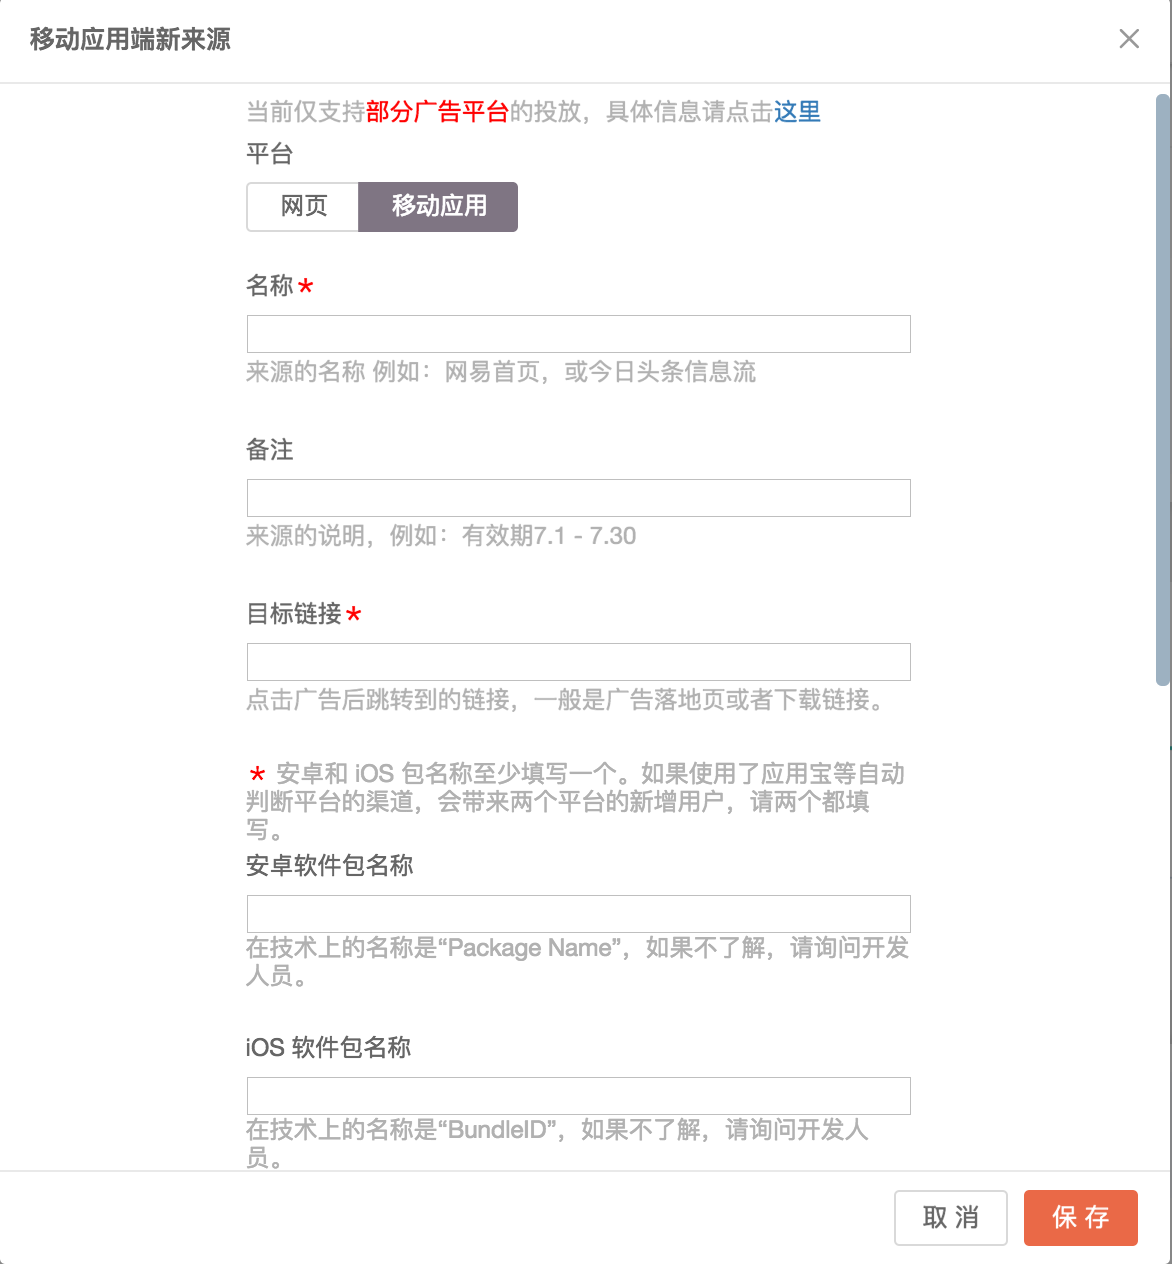 移动应用端新来源
当前仅支持部分广告平台的投放，具体信息请点击这里
平台
网页 移动应用
名称*
来源的名称 例如：网易首页，或今日头条信息流
备注
来源的说明，例如：有效期7.1 - 7.30
目标链接*
点击广告后跳转到的链接，一般是广告落地页或者下载链接。
* 安卓和 iOS 包名称至少填写一个。如果使用了应用宝等自动
判断平台的渠道，会带来两个平台的新增用户，请两个都填
写。
安卓软件包名称
在技术上的名称是“Package Name”，如果不了解，请询问开发
人员。
iOS 软件包名称
在技术上的名称是“BundleID”，如果不了解，请询问开发人
员。
取 消 保 存